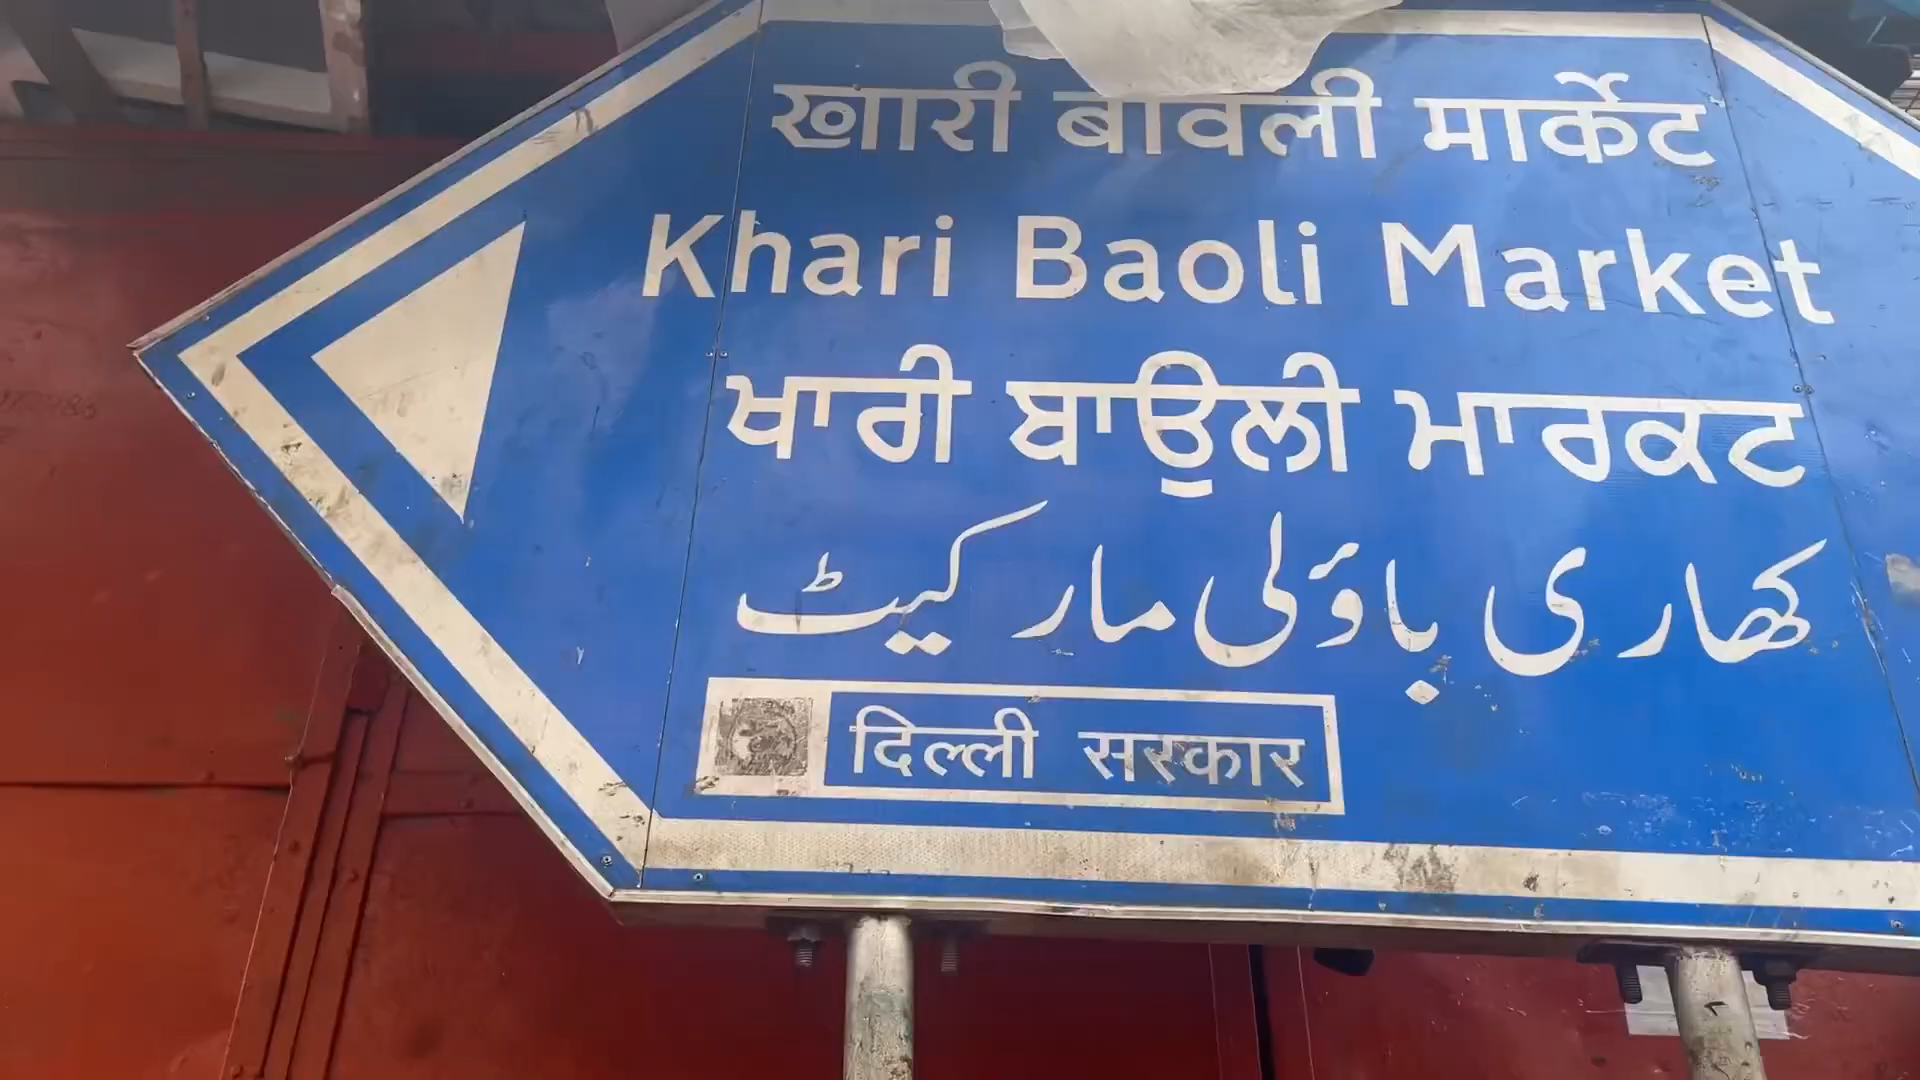 खारी बावली मार्केट
Khari Baoli Market
ਖਾਰੀ ਬਾਉਲੀ ਮਾਰਕਟ
کھاری باؤلی مارکیٹ
दिल्ली सरकार